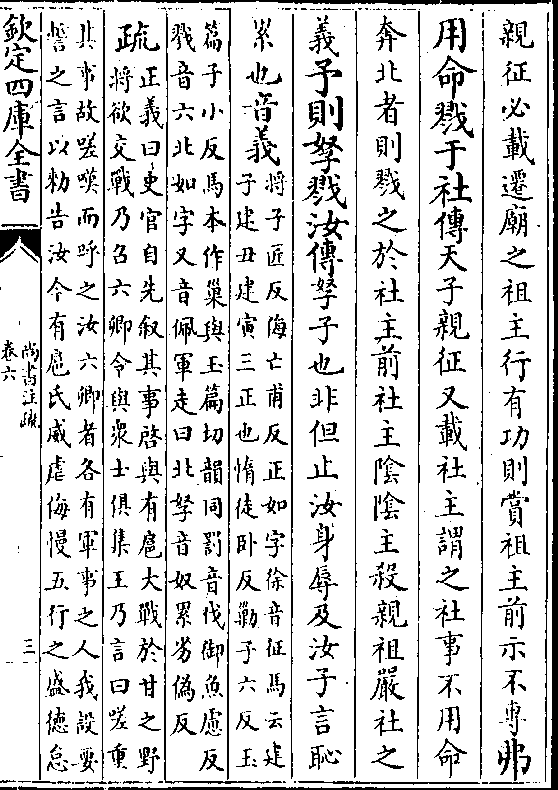 親征必載遷廟之祖主行有功則賞祖主前示不專弗
用命戮于社傳天子親征又載社主謂之社事不用命
奔北者則戮之於社主前社主隂隂主殺親祖嚴社之
義予則孥戮汝傳孥子也非但止汝身辱及汝子言恥
累也音義
將子匠反侮亡甫反正如字徐音征馬云建
子建丑建寅三正也惰徒卧反勦子六反玉
篇子小反馬本作巢與玉篇切韻同罰音伐御魚慮反
戮音六北如字又音佩軍走曰北孥音奴累劣偽反
疏
正義曰史官自先叙其事啓與有扈大戰於甘之野
將欲交戰乃召六卿令與衆士俱集王乃言曰嗟重
其事故嗟嘆而呼之汝六卿者各有軍事之人我設要
誓之言以勑告汝今有扈氏威虐侮慢五行之盛德怠
欽定四庫全書
尚書注疏
卷六
三